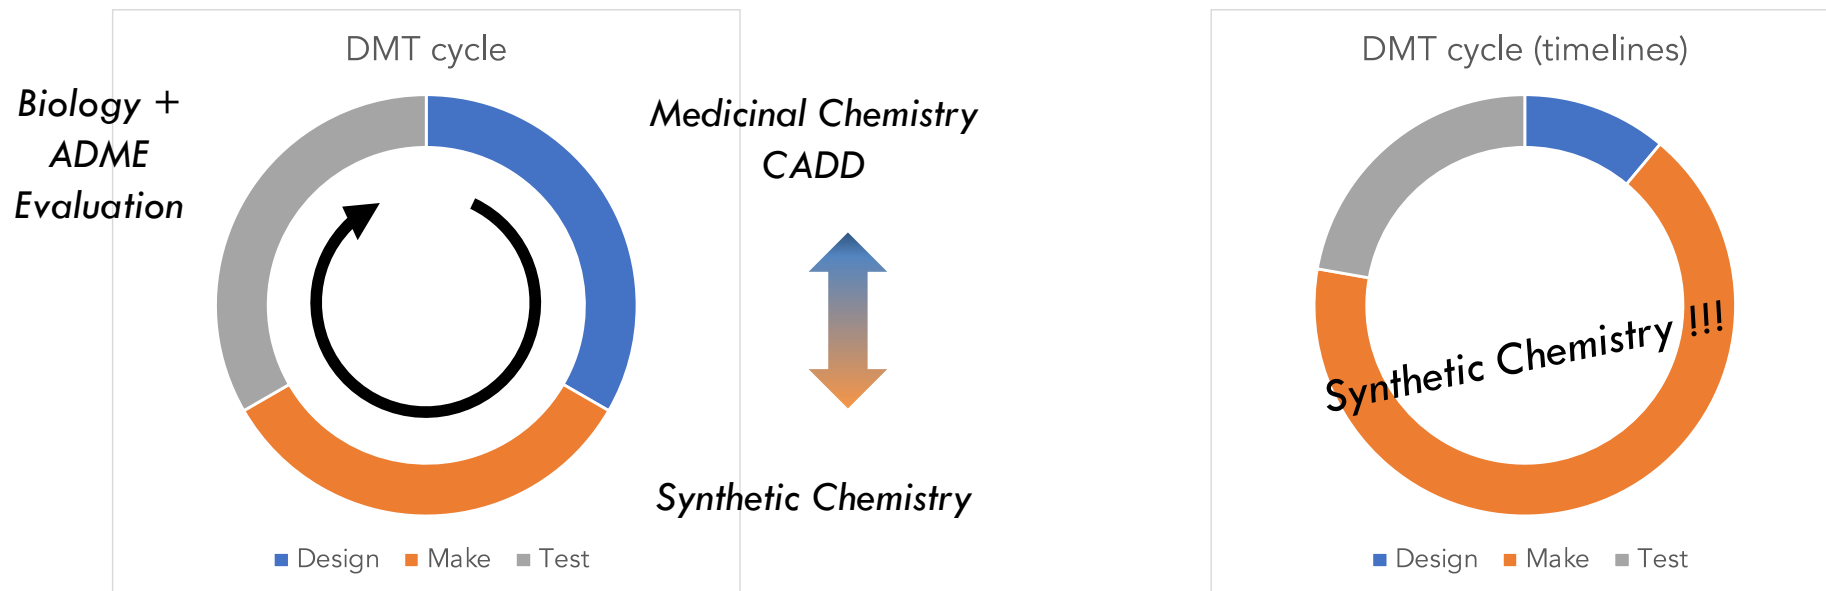 DMT cycle
Biology +
ADME
Evaluation
Medicinal Chemistry
CADD
Synthetic Chemistry
Design Make Test
DMT cycle (timelines)
Synthetic Chemistry !!!
Design Make Test